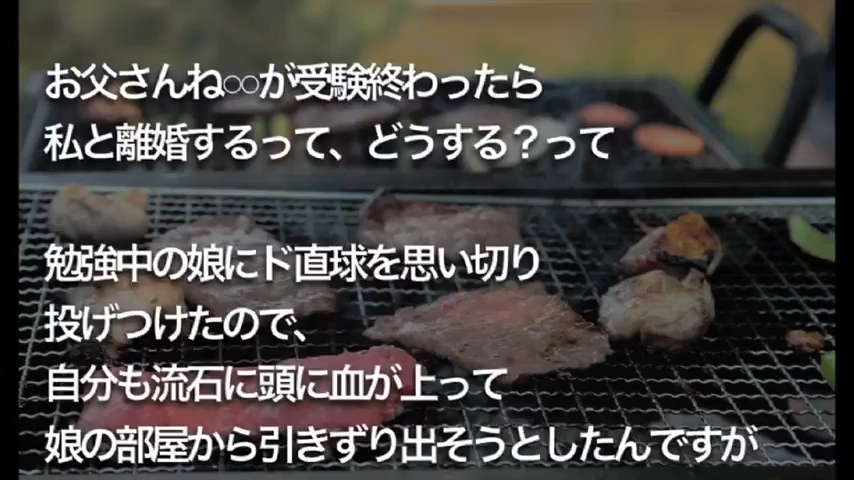 お父さんね○○が受験終わったら
私と離婚するって、どうする？って
勉強中の娘にド直球を思い切り
投げつけたので、
自分も流石に頭に血が上って
娘の部屋から引きずり出そうとしたんですが